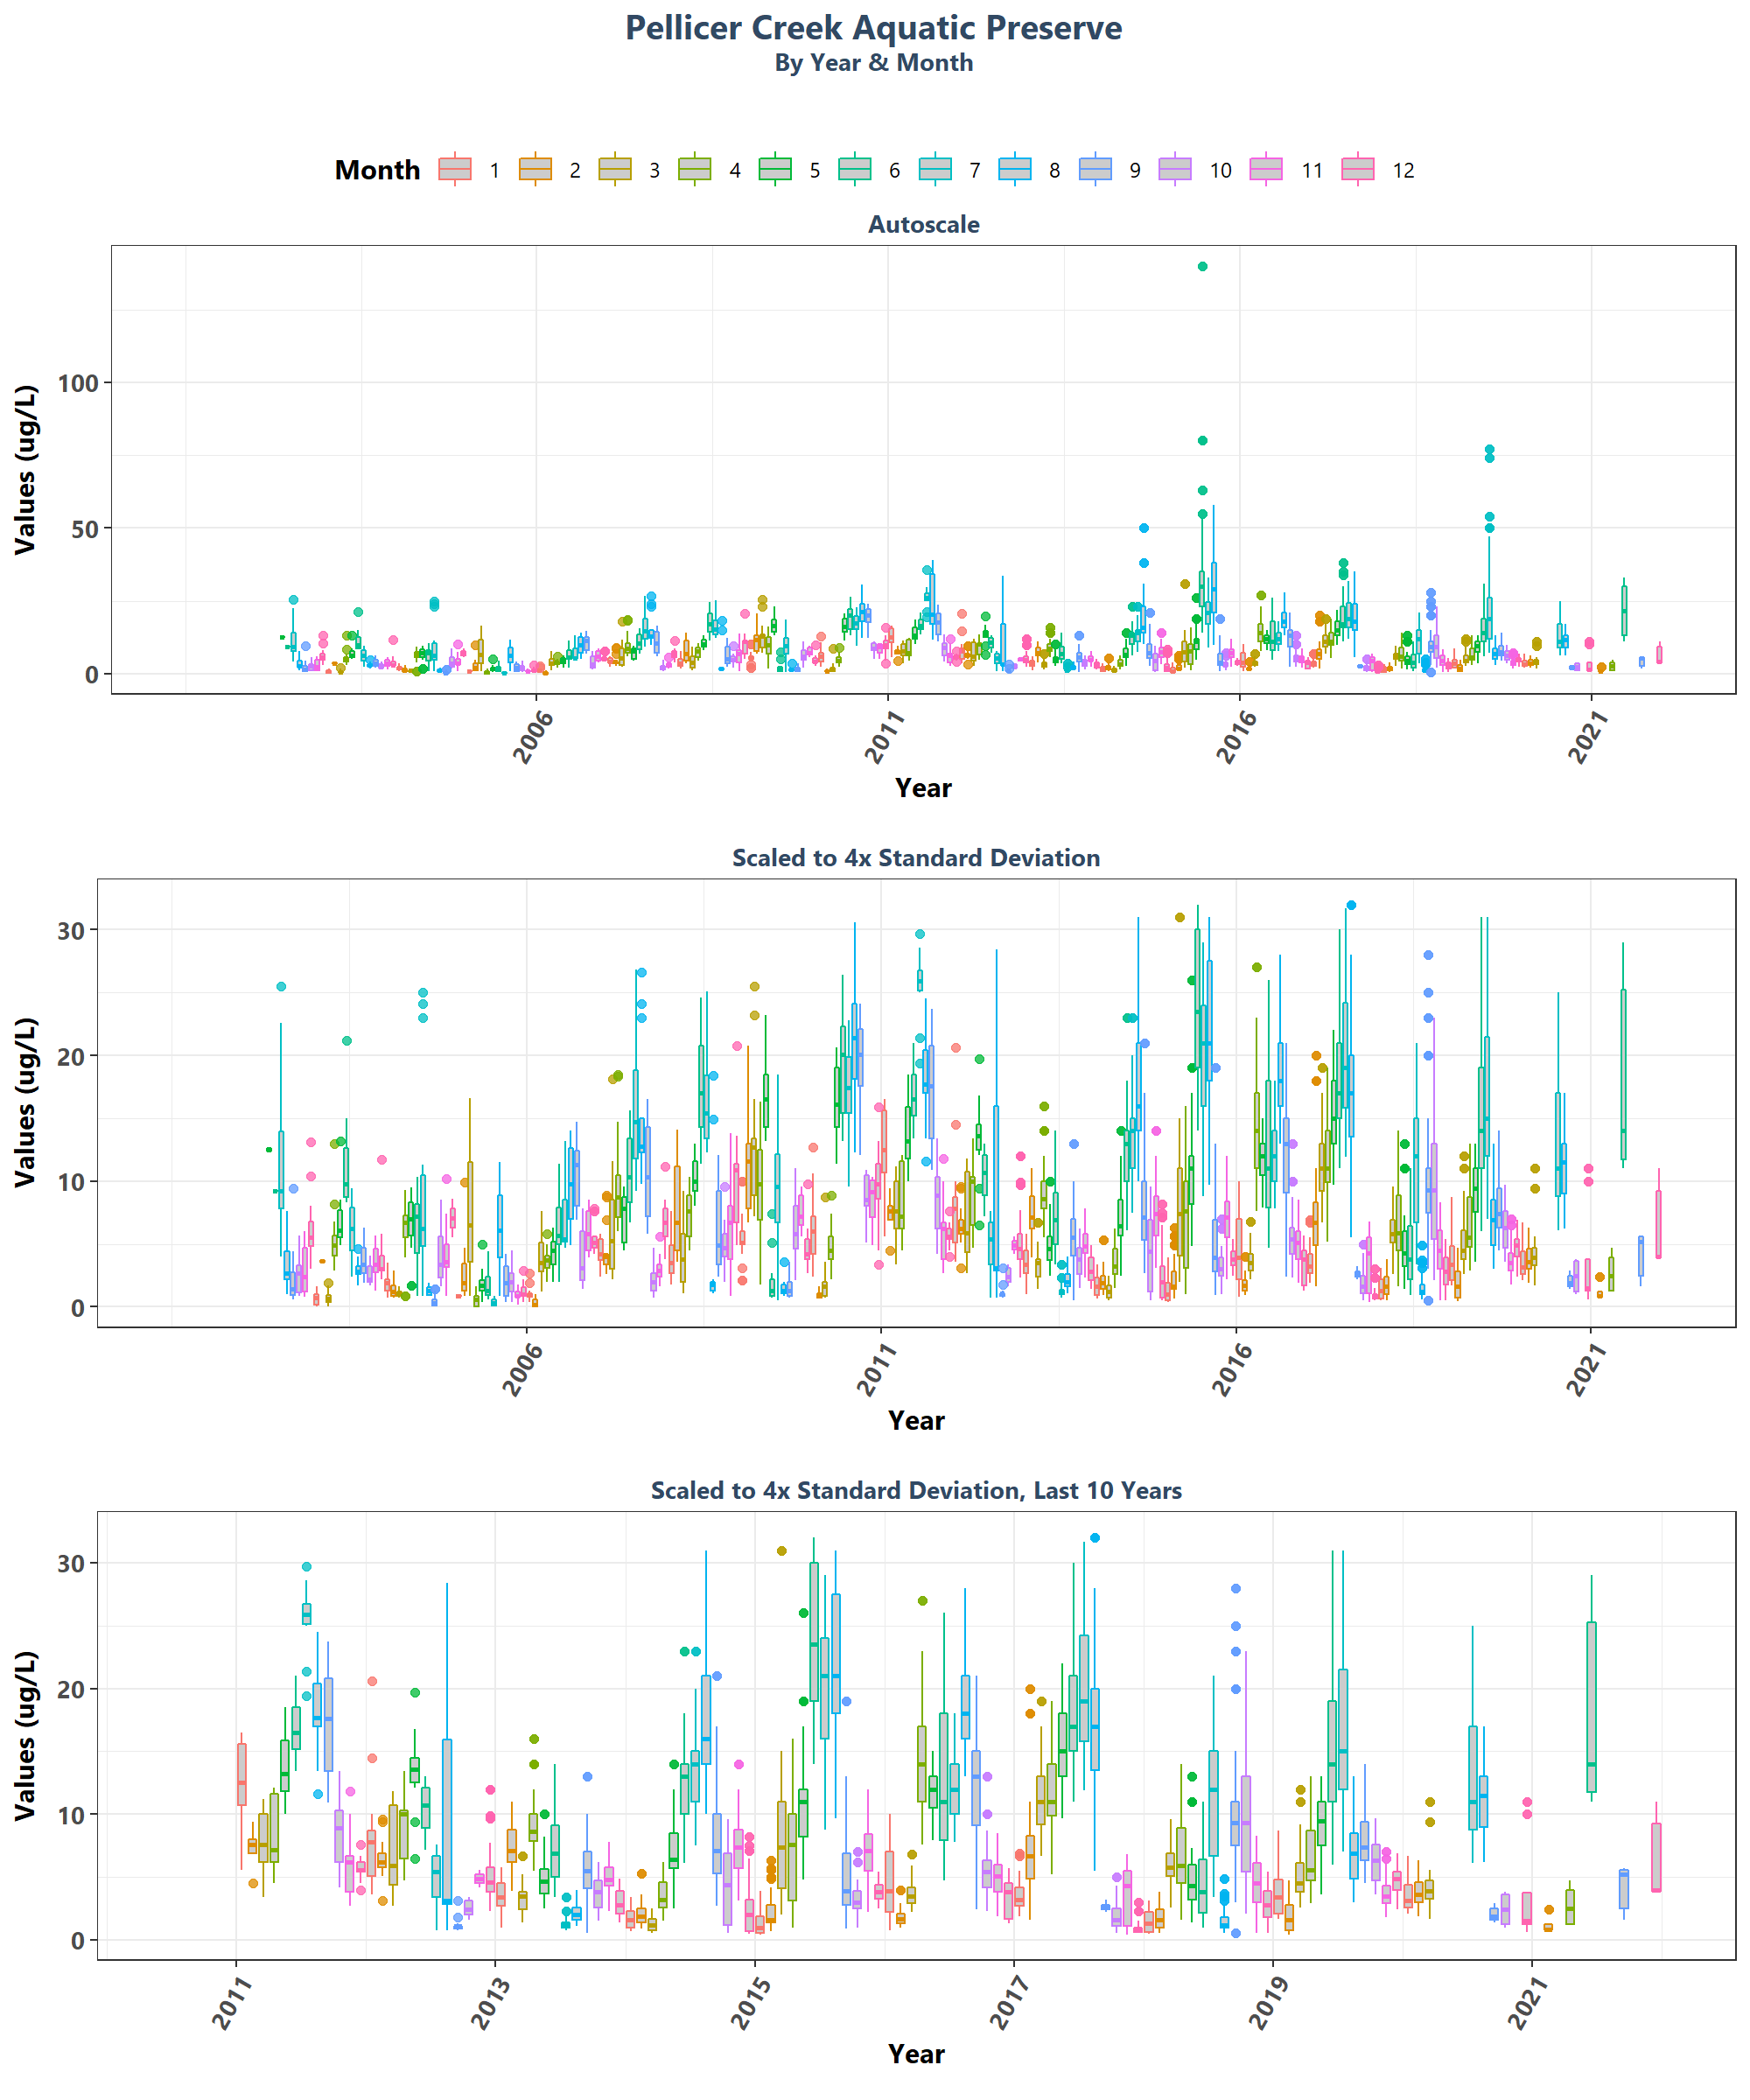 Pellicer Creek Aquatic Preserve
By Year & Month
Month 1 2 3 4 5 6 7 8 9 10 11 12
Autoscale
Values (ug/L)
100
50
0
2006 2011 2016 2021
Year
Scaled to 4x Standard Deviation
Values (ug/L)
30
20
10
0
2006 2011 2016 2021
Year
Scaled to 4x Standard Deviation, Last 10 Years
Values (ug/L)
30
20
10
0
2011 2013 2015 2017 2019 2021
Year